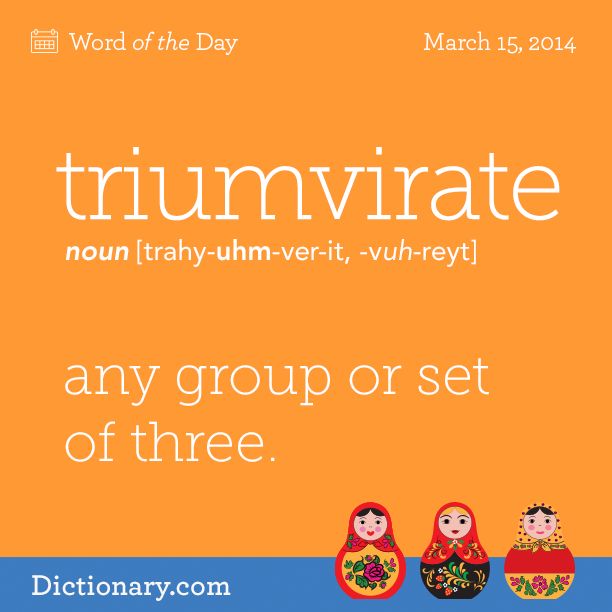 Word of the Day
March 15, 2014
triumvirate
noun [trahy-uhm-ver-it, -vuh-reyt]
any group or set
of three.
Dictionary.com